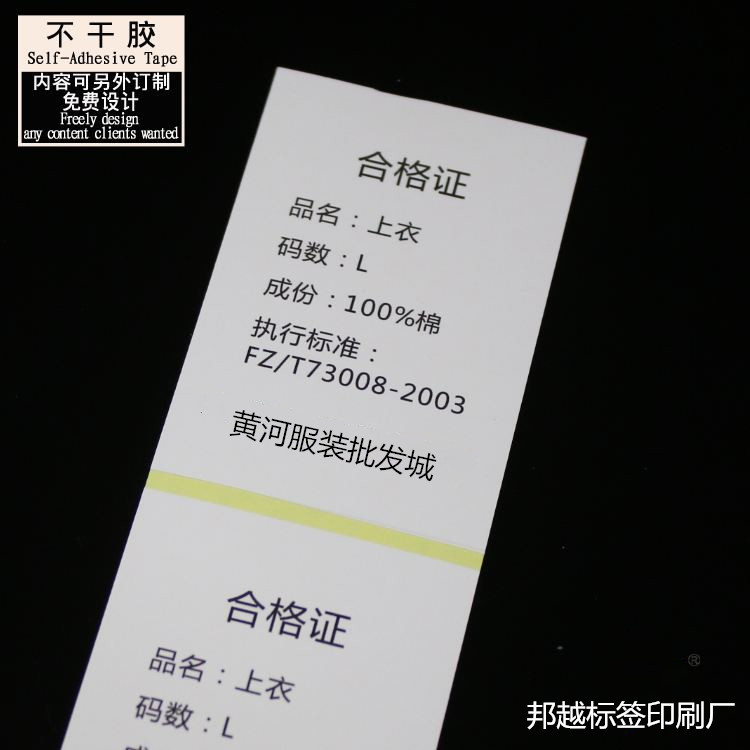 不干胶
Self-Adhesive Tape
内容可另外订制
免费设计
Freely design
any content clients wanted
合格证
品名：上衣
码数：L
成份：100%棉
执行标准：
FZ/T73008-2003
黄河服装批发城
合格证
品名：上衣
码数：L
®
邦越标签印刷厂